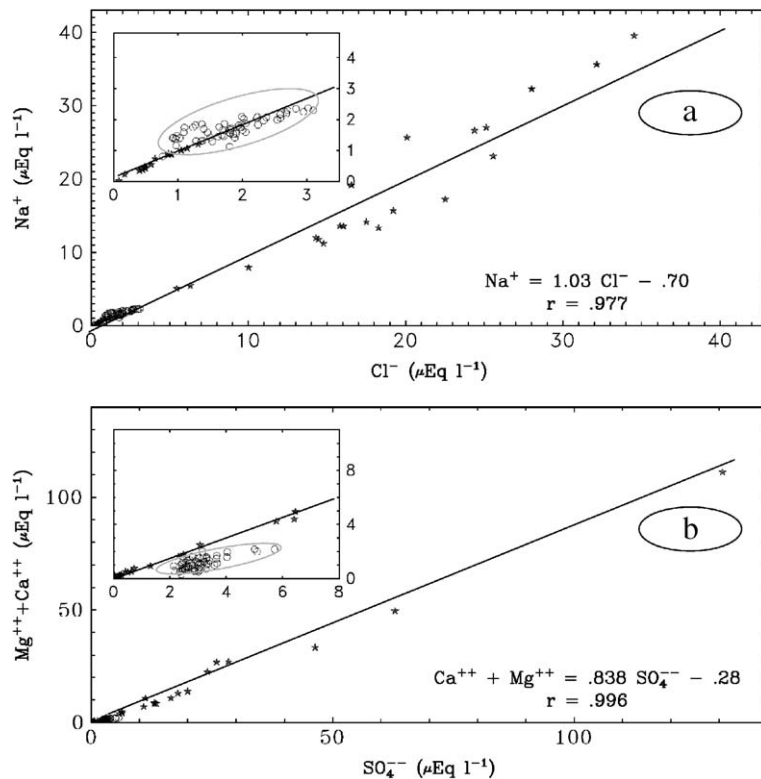 40
30
20
10
0
Na⁺ (μEq l⁻¹)
4
3
2
1
0
0 1 2 3
a
Na⁺ = 1.03 Cl⁻ − .70
r = .977
0 10 20 30 40
Cl⁻ (μEq l⁻¹)
100
50
0
Mg⁺⁺+Ca⁺⁺ (μEq l⁻¹)
8
4
2
0
0 2 4 6 8
b
Ca⁺⁺ + Mg⁺⁺ = .838 SO₄⁻⁻ − .28
r = .996
0 50 100
SO₄⁻⁻ (μEq l⁻¹)